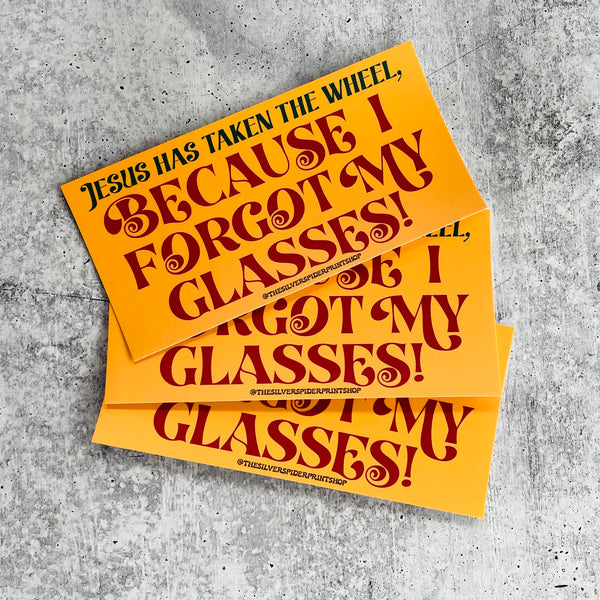 JESUS HAS TAKEN THE WHEEL,
BECAUSE I
FORGOT MY
GLASSES!
@THESILVERSPIDERPRINTSHOP
GLASSES!
@THESILVERSPIDERPRINTSHOP
GLASSES!
@THESILVERSPIDERPRINTSHOP